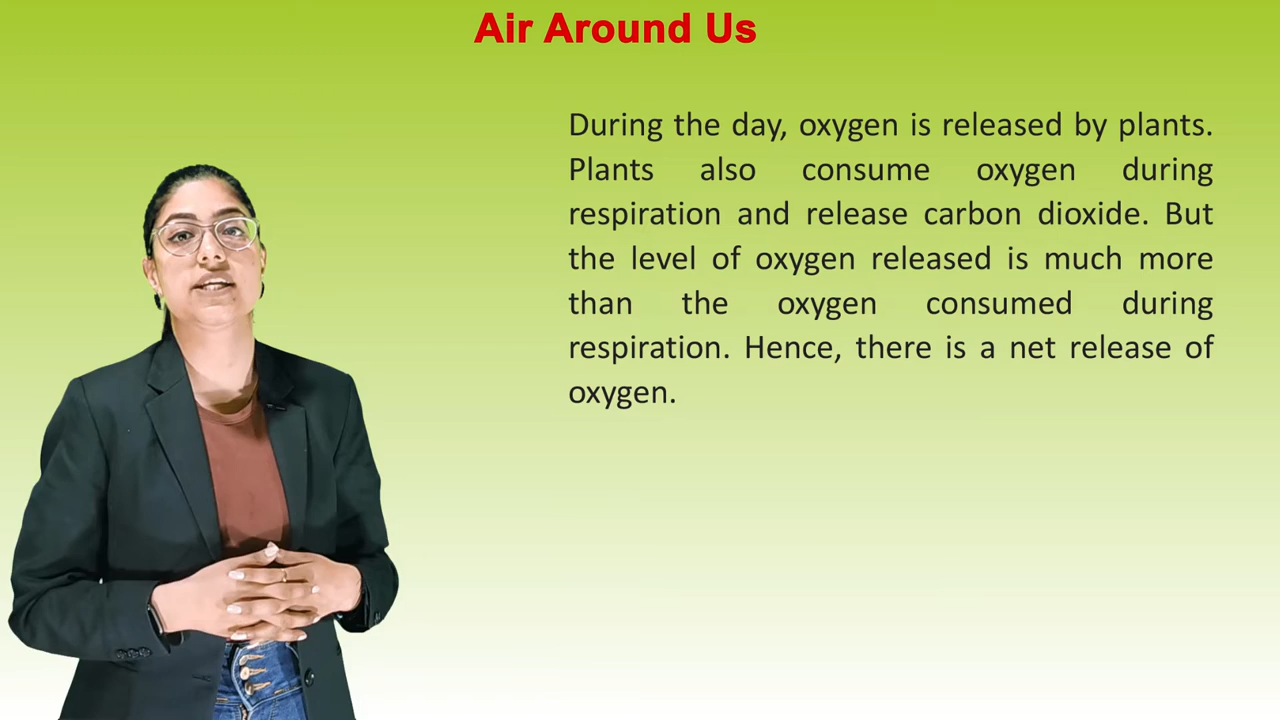 Air Around Us
During the day, oxygen is released by plants.
Plants also consume oxygen during
respiration and release carbon dioxide. But
the level of oxygen released is much more
than the oxygen consumed during
respiration. Hence, there is a net release of
oxygen.